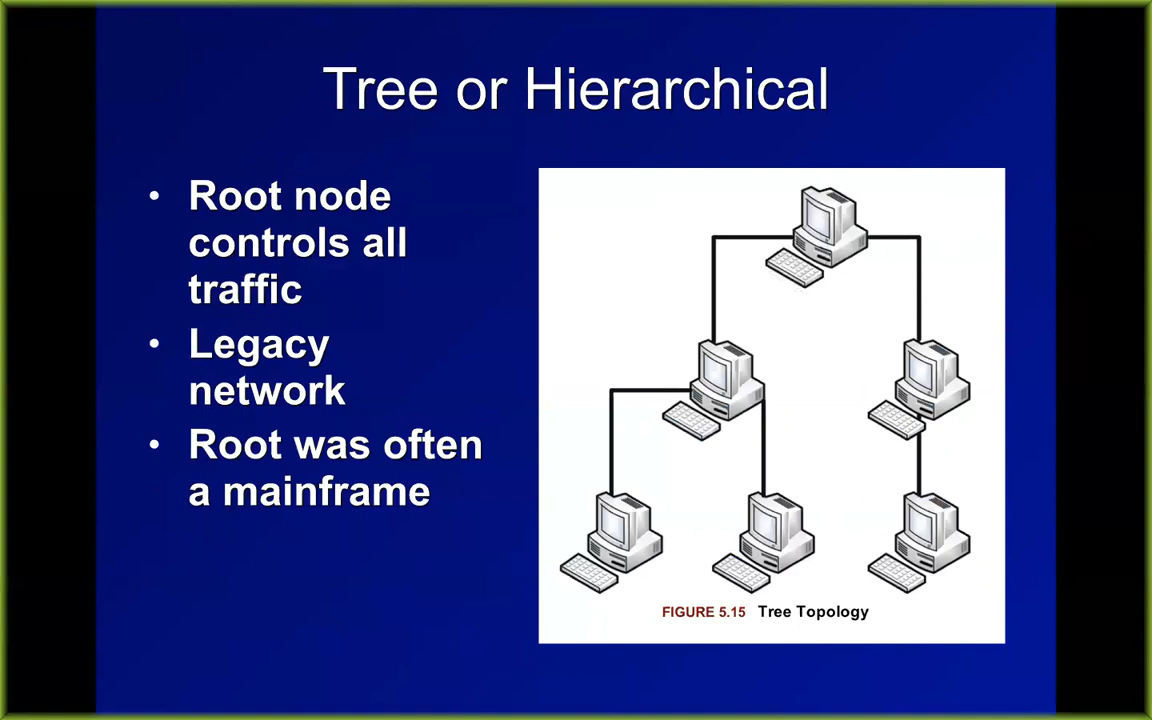 Tree or Hierarchical
• Root node
controls all
traffic
• Legacy
network
• Root was often
a mainframe
FIGURE 5.15 Tree Topology